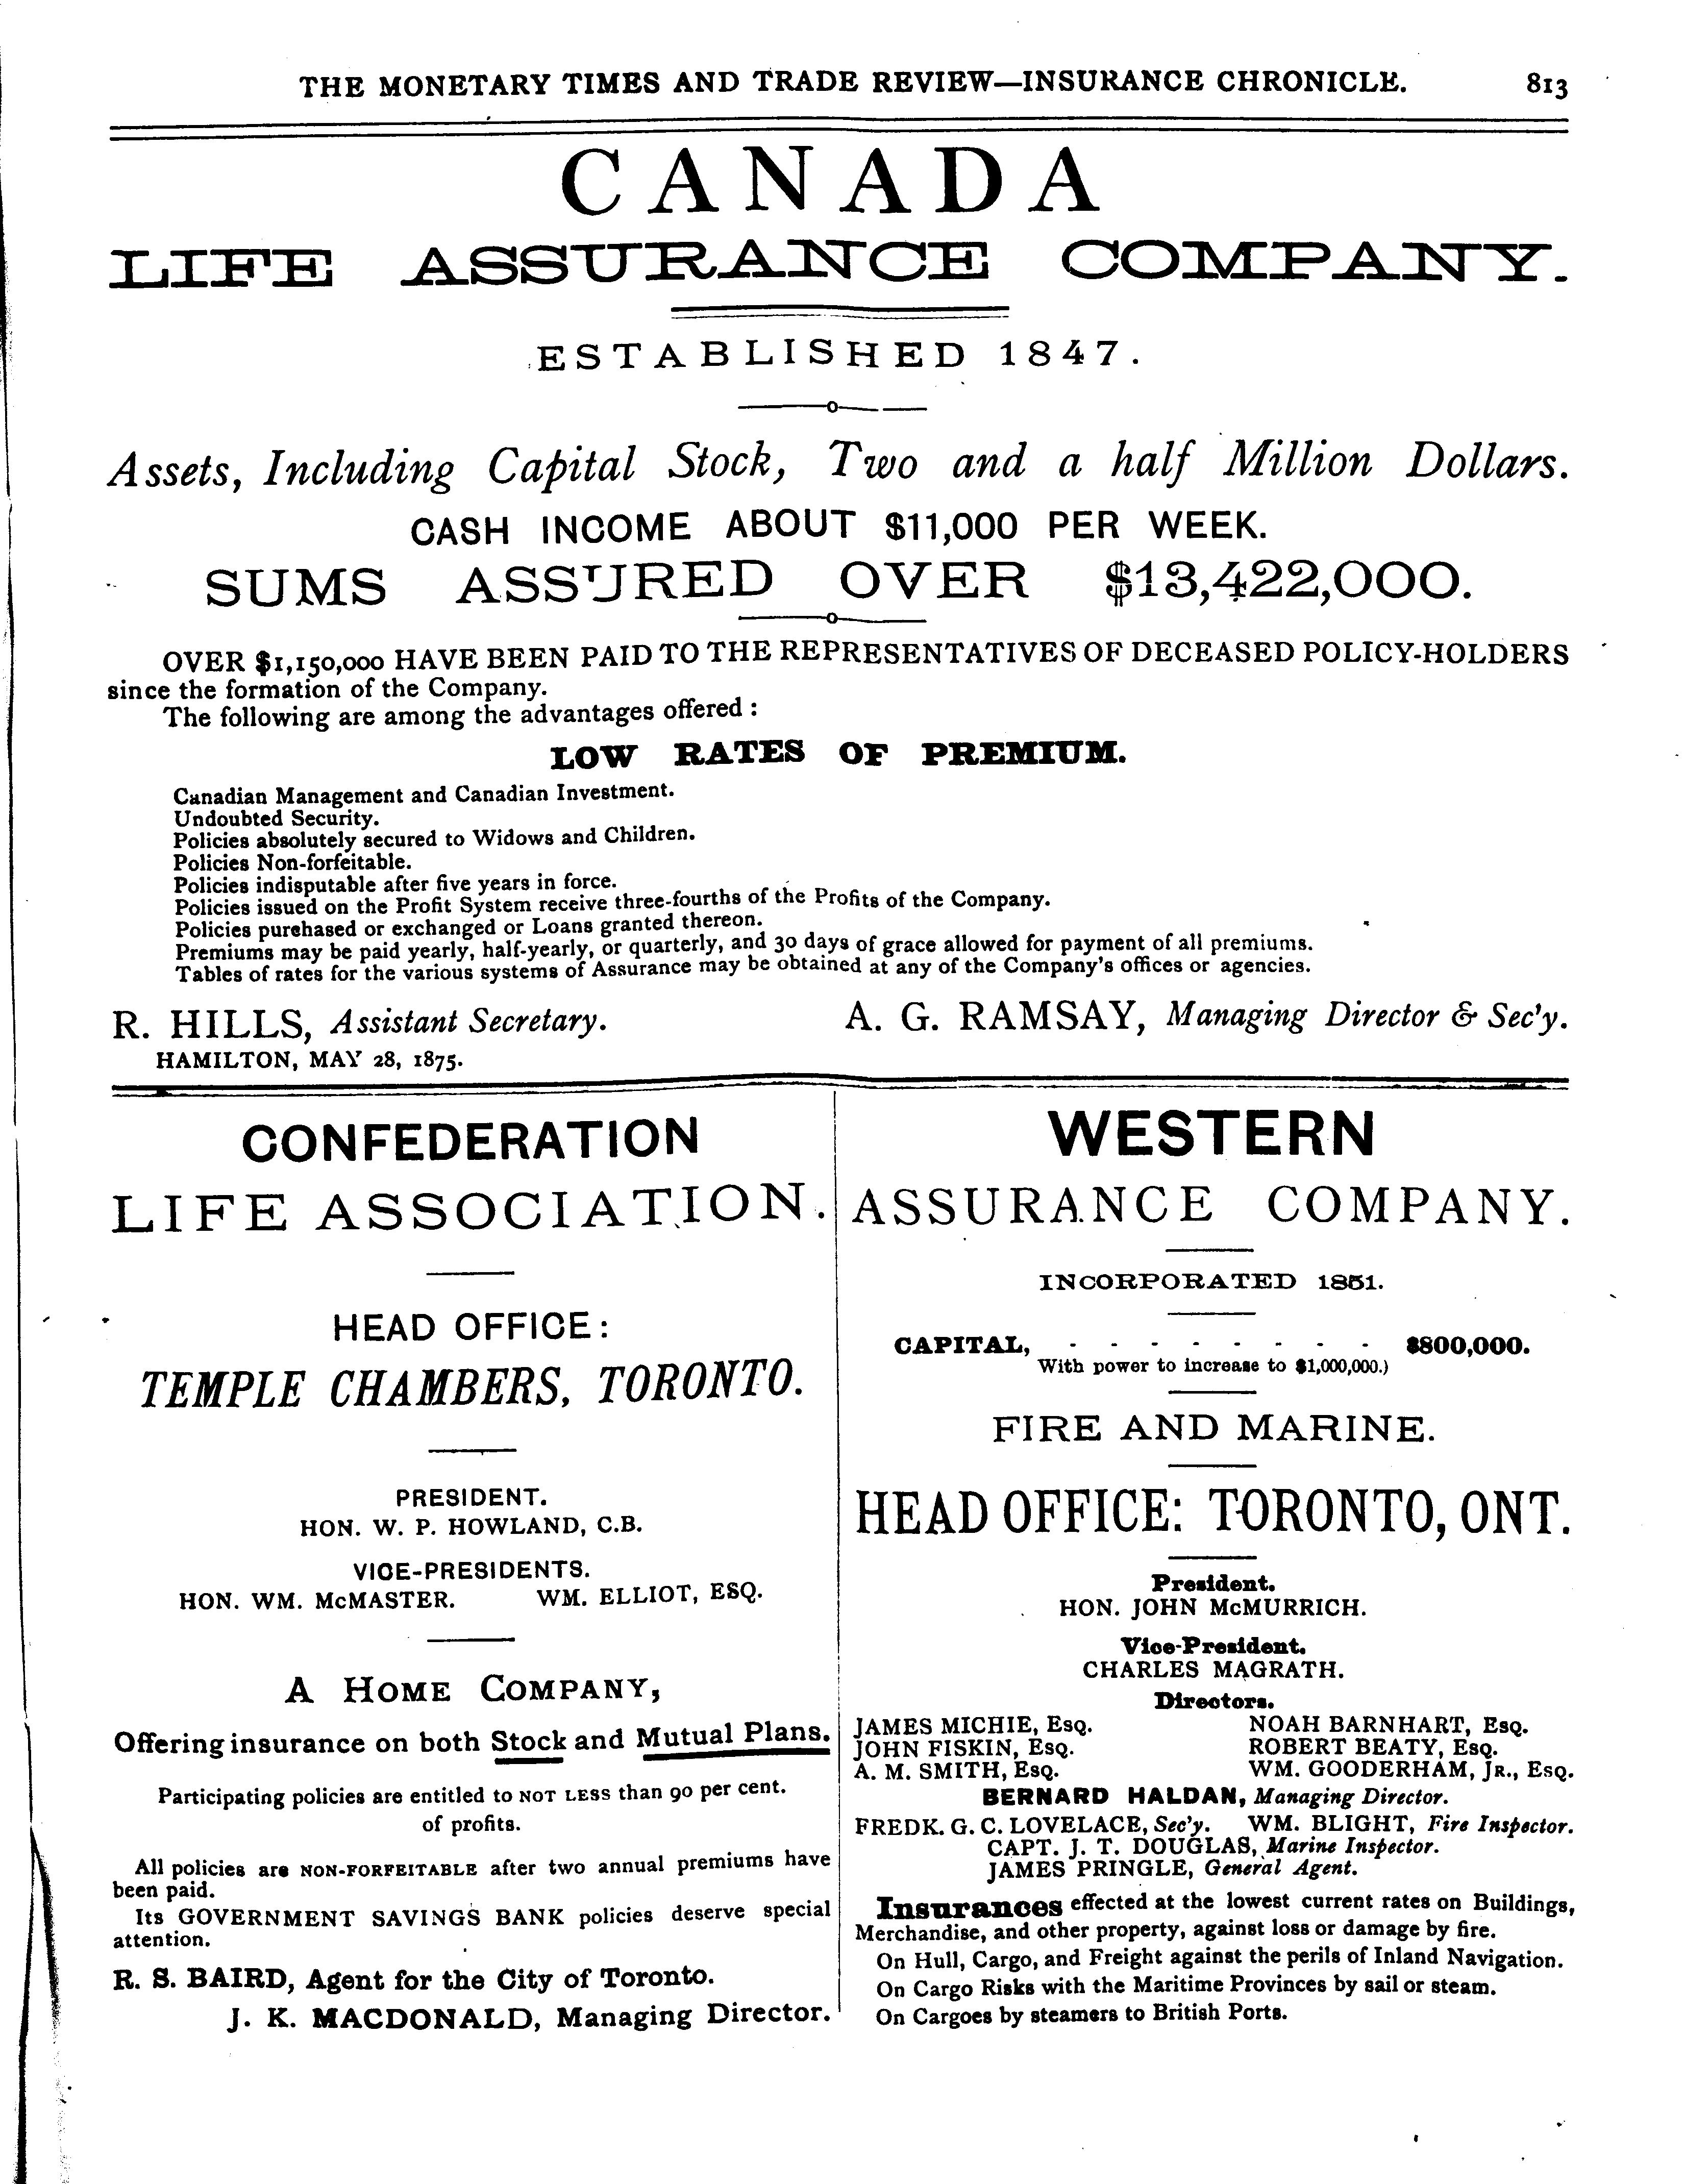 THE MONETARY TIMES AND TRADE REVIEW—INSURANCE CHRONICLE. 813
CANADA
LIFE ASSURANCE COMPANY.
ESTABLISHED 1847.
Assets, Including Capital Stock, Two and a half Million Dollars.
CASH INCOME ABOUT $11,000 PER WEEK.
SUMS ASSURED OVER $13,422,000.
OVER $1,150,000 HAVE BEEN PAID TO THE REPRESENTATIVES OF DECEASED POLICY-HOLDERS
since the formation of the Company.
The following are among the advantages offered :
LOW RATES OF PREMIUM.
Canadian Management and Canadian Investment.
Undoubted Security.
Policies absolutely secured to Widows and Children.
Policies Non-forfeitable.
Policies indisputable after five years in force.
Policies issued on the Profit System receive three-fourths of the Profits of the Company.
Policies purchased or exchanged or Loans granted thereon.
Premiums may be paid yearly, half-yearly, or quarterly, and 30 days of grace allowed for payment of all premiums.
Tables of rates for the various systems of Assurance may be obtained at any of the Company's offices or agencies.
R. HILLS, Assistant Secretary. A. G. RAMSAY, Managing Director & Sec'y.
HAMILTON, MAY 28, 1875.
CONFEDERATION
LIFE ASSOCIATION.
HEAD OFFICE:
TEMPLE CHAMBERS, TORONTO.
PRESIDENT.
HON. W. P. HOWLAND, C.B.
VICE-PRESIDENTS.
HON. WM. McMASTER. WM. ELLIOT, ESQ.
A HOME COMPANY,
Offering insurance on both Stock and Mutual Plans.
Participating policies are entitled to NOT LESS than 90 per cent.
of profits.
All policies are NON-FORFEITABLE after two annual premiums have
been paid.
Its GOVERNMENT SAVINGS BANK policies deserve special
attention.
R. S. BAIRD, Agent for the City of Toronto.
J. K. MACDONALD, Managing Director.
WESTERN
ASSURANCE COMPANY.
INCORPORATED 1851.
CAPITAL, - - - - - - - - $800,000.
With power to increase to $1,000,000.)
FIRE AND MARINE.
HEAD OFFICE: TORONTO, ONT.
President.
HON. JOHN McMURRICH.
Vice-President.
CHARLES MAGRATH.
Directors.
JAMES MICHIE, ESQ. NOAH BARNHART, ESQ.
JOHN FISKIN, ESQ. ROBERT BEATY, ESQ.
A. M. SMITH, ESQ. WM. GOODERHAM, JR., ESQ.
BERNARD HALDAN, Managing Director.
FREDK. G. C. LOVELACE, Sec'y. WM. BLIGHT, Fire Inspector.
CAPT. J. T. DOUGLAS, Marine Inspector.
JAMES PRINGLE, General Agent.
Insurances effected at the lowest current rates on Buildings,
Merchandise, and other property, against loss or damage by fire.
On Hull, Cargo, and Freight against the perils of Inland Navigation.
On Cargo Risks with the Maritime Provinces by sail or steam.
On Cargoes by steamers to British Ports.